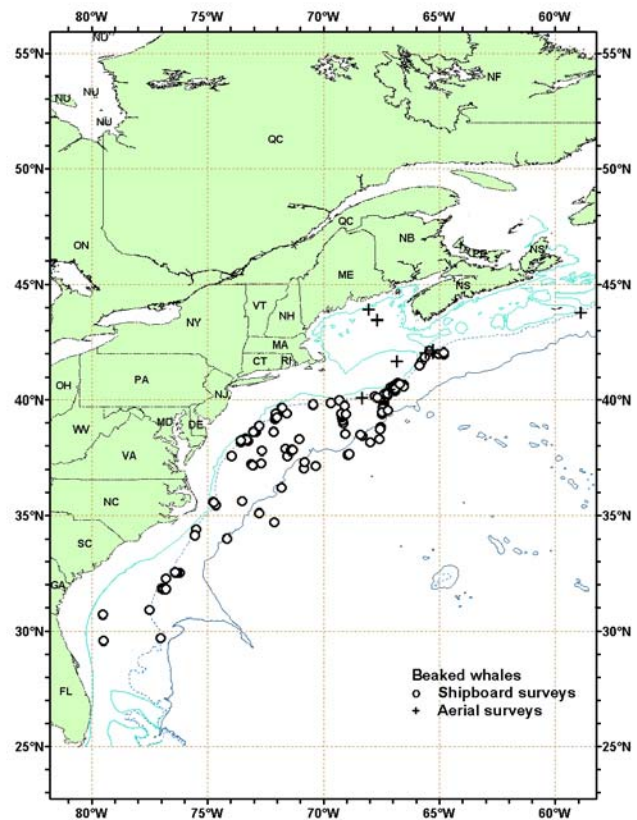 80°W 75°W 70°W 65°W 60°W
55°N 55°N
NU
NU NU
NU
NF
QC
50°N 50°N
QC
ON
NB
PE
NS
45°N 45°N
ME
NS
VT
NH
NY
MA
CT RI
PA
40°N 40°N
OH
NJ
MD
DE
WV
VA
NC
35°N 35°N
SC
GA
30°N 30°N
FL
Beaked whales
Shipboard surveys
+ Aerial surveys
25°N 25°N
80°W 75°W 70°W 65°W 60°W